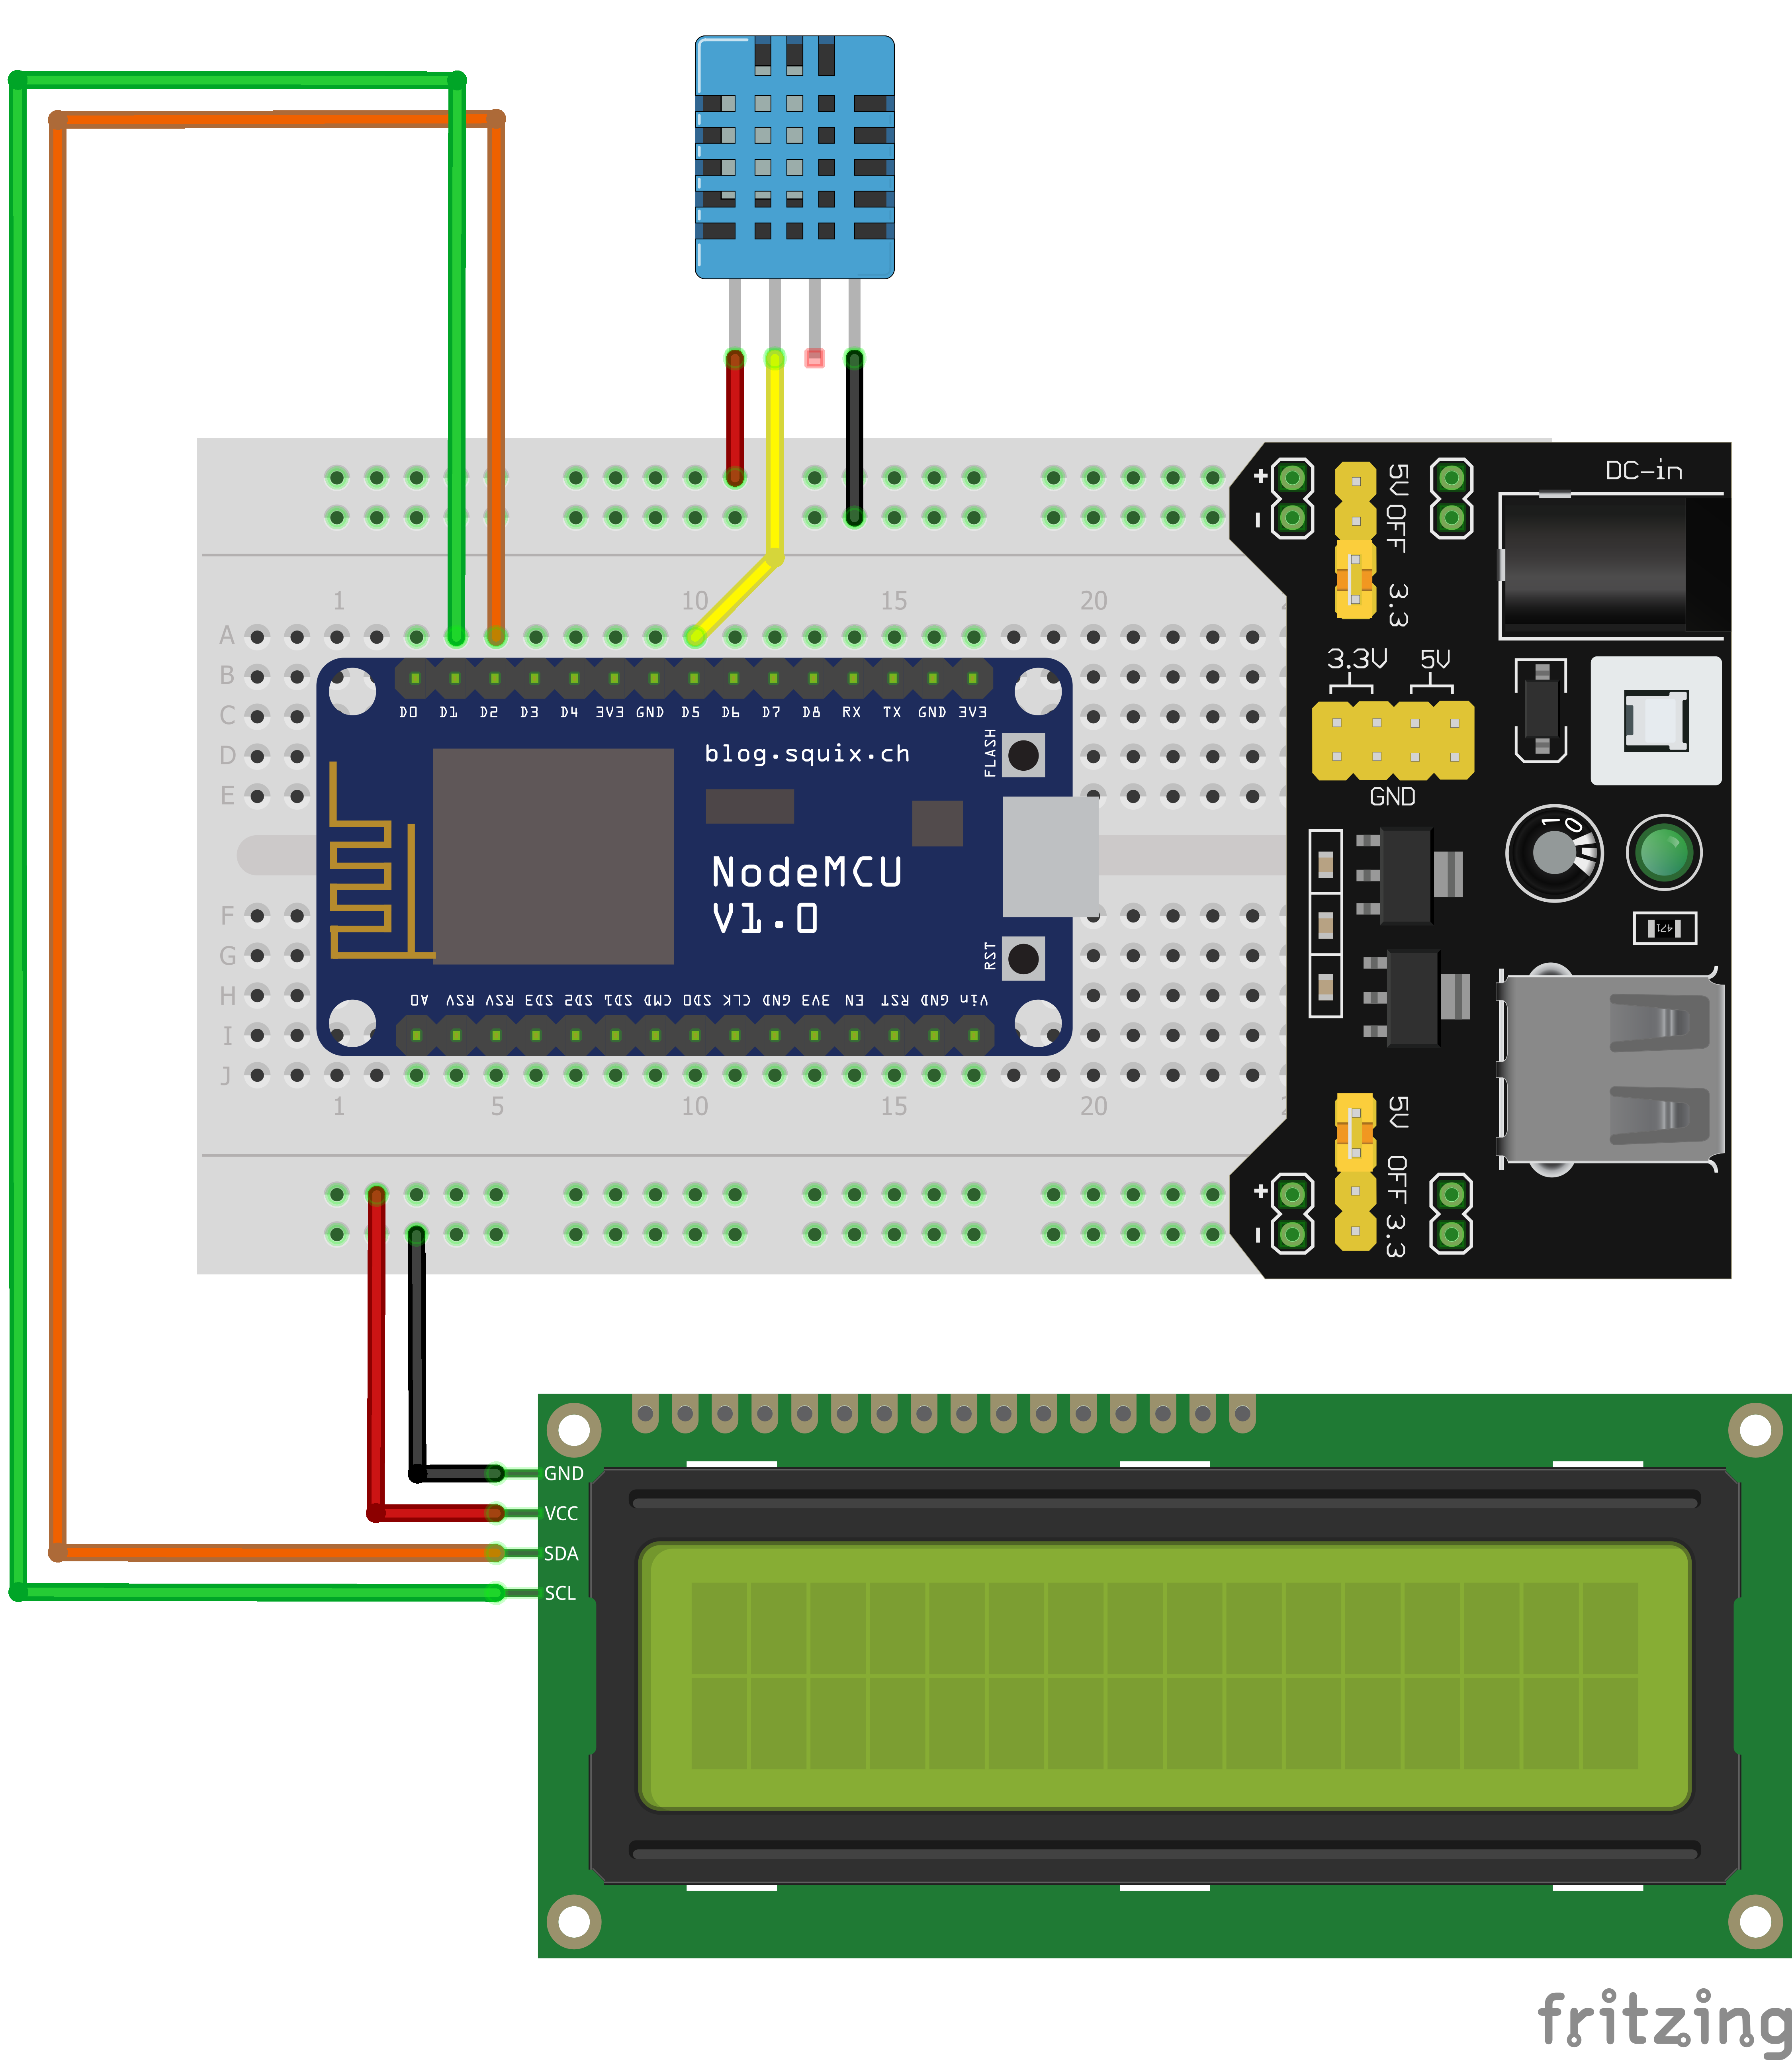 DC-in
+ 5V
- OFF
3.3
1 10 15 20
A
B
C
D
E
3.3V 5V
D0 D1 D2 D3 D4 3V3 GND D5 D6 D7 D8 RX TX GND 3V3
blog.squix.ch
FLASH
GND
10
NodeMCU
V1.0
471
RST
F
G
H
I
J
A0 RSV RSV SD3 SD2 SD1 CMD SD0 CLK GND 3V3 EN RST GND Vin
1 5 10 15 20
5V
+ OFF
- 3.3
GND
VCC
SDA
SCL
fritzing